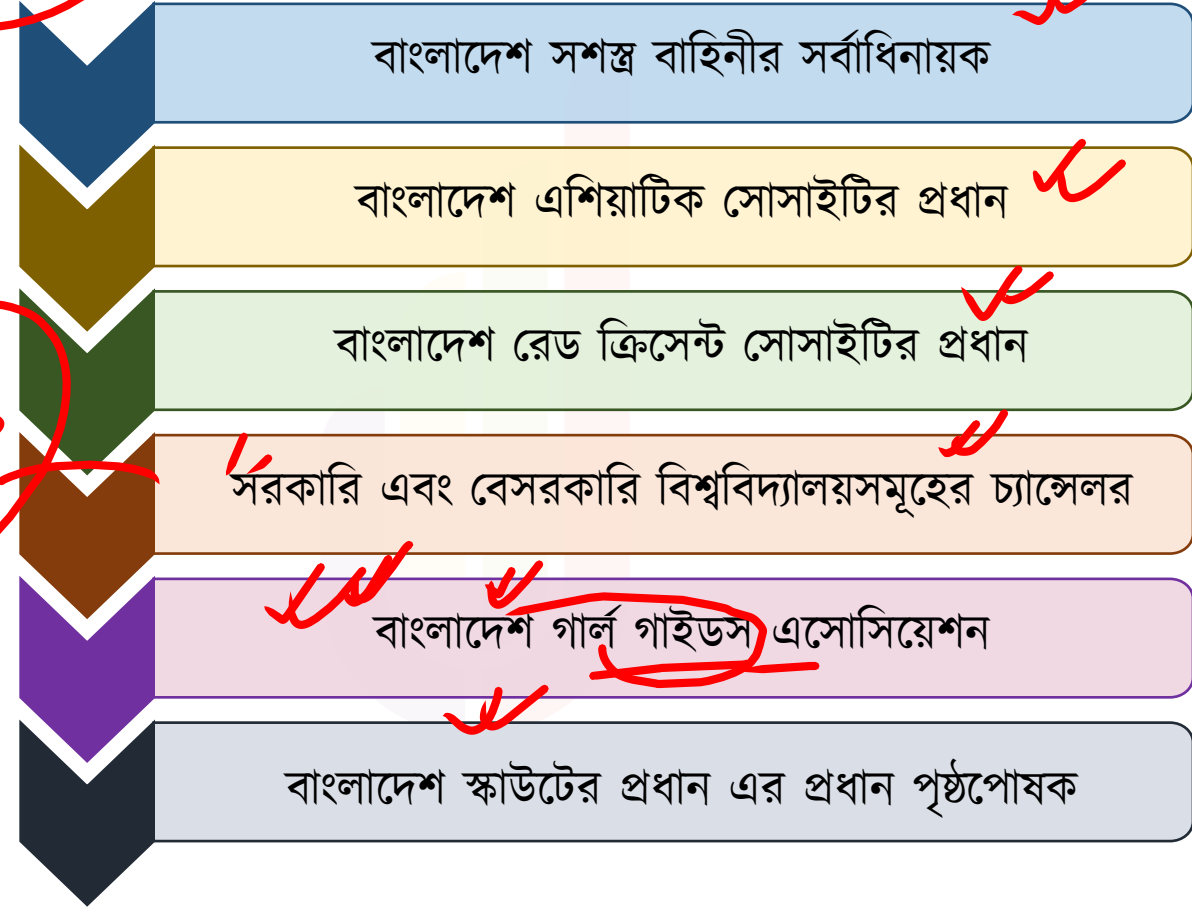 বাংলাদেশ সশস্ত্র বাহিনীর সর্বাধিনায়ক
বাংলাদেশ এশিয়াটিক সোসাইটির প্রধান
বাংলাদেশ রেড ক্রিসেন্ট সোসাইটির প্রধান
সরকারি এবং বেসরকারি বিশ্ববিদ্যালয়সমূহের চ্যান্সেলর
বাংলাদেশ গার্ল গাইডস এসোসিয়েশন
বাংলাদেশ স্কাউটের প্রধান এর প্রধান পৃষ্ঠপোষক